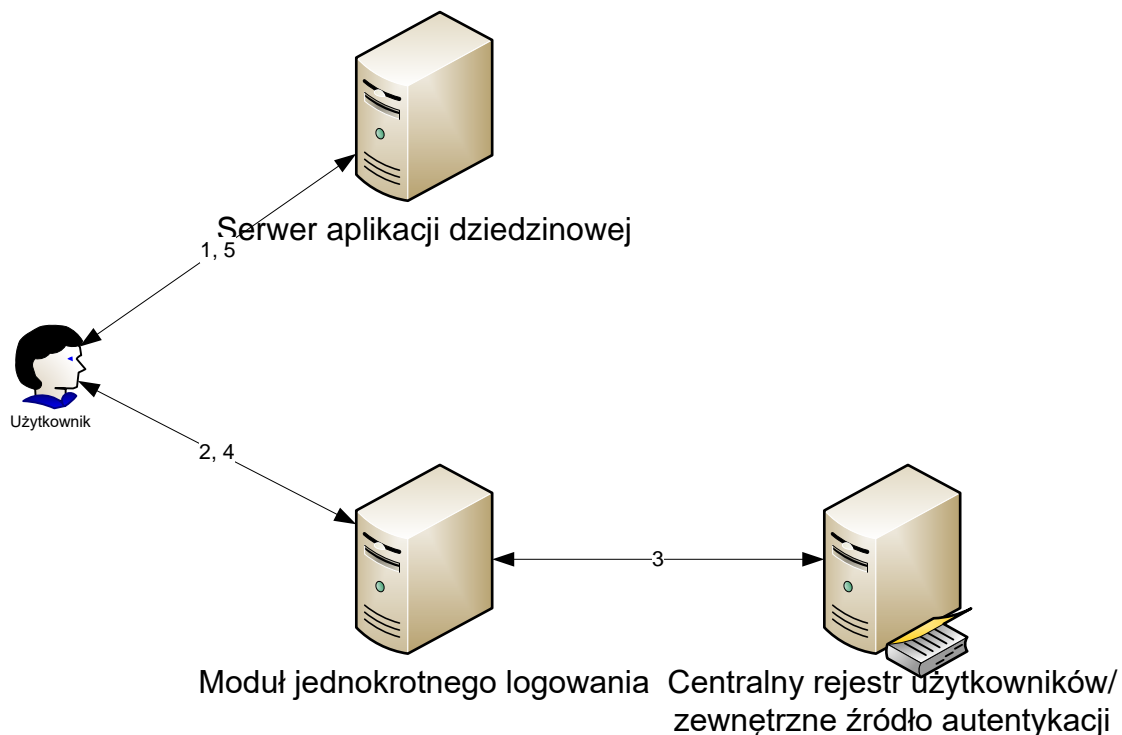 Serwer aplikacji dziedzinowej
1, 5
Użytkownik
2, 4
3
Moduł jednokrotnego logowania
Centralny rejestr użytkowników/
zewnętrzne źródło autentykacji